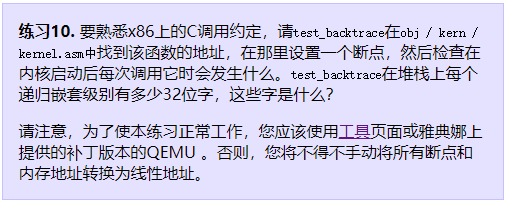 练习10. 要熟悉x86上的C调用约定，请test_backtrace在obj / kern /
kernel.asm中找到该函数的地址，在那里设置一个断点，然后检查在
内核启动后每次调用它时会发生什么。test_backtrace在堆栈上每个
递归嵌套级别有多少32位字，这些字是什么？
请注意，为了使本练习正常工作，您应该使用工具页面或雅典娜上
提供的补丁版本的QEMU 。否则，您将不得不手动将所有断点和
内存地址转换为线性地址。